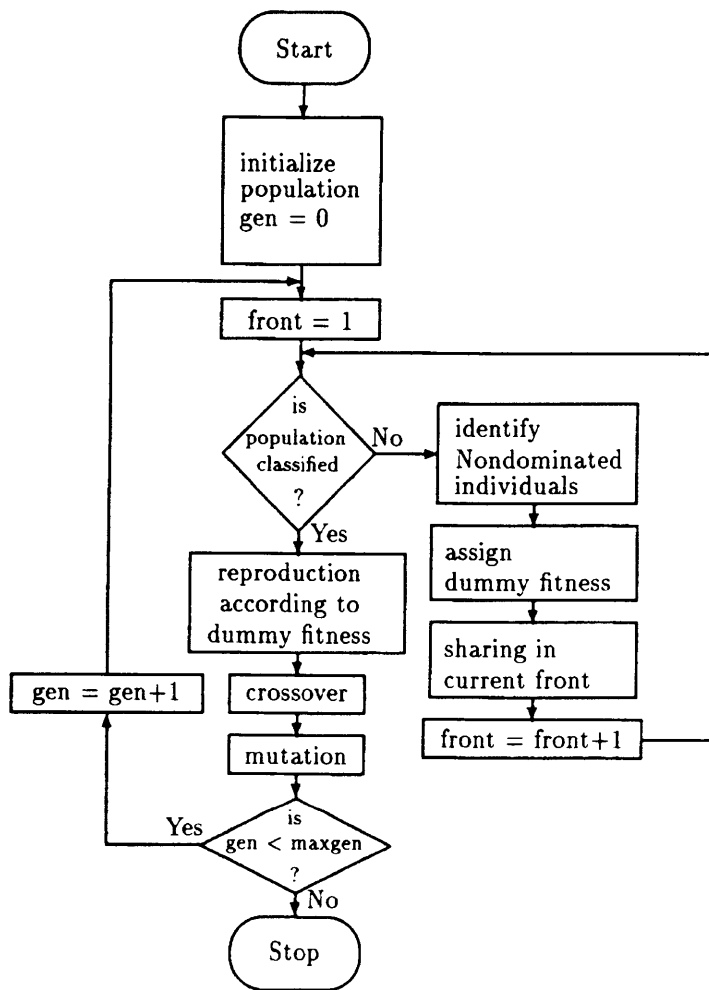 Start
initialize
population
gen = 0
front = 1
is
population
classified
?
No
Yes
identify
Nondominated
individuals
assign
dummy fitness
sharing in
current front
front = front+1
reproduction
according to
dummy fitness
crossover
mutation
gen = gen+1
is
gen < maxgen
?
Yes
No
Stop